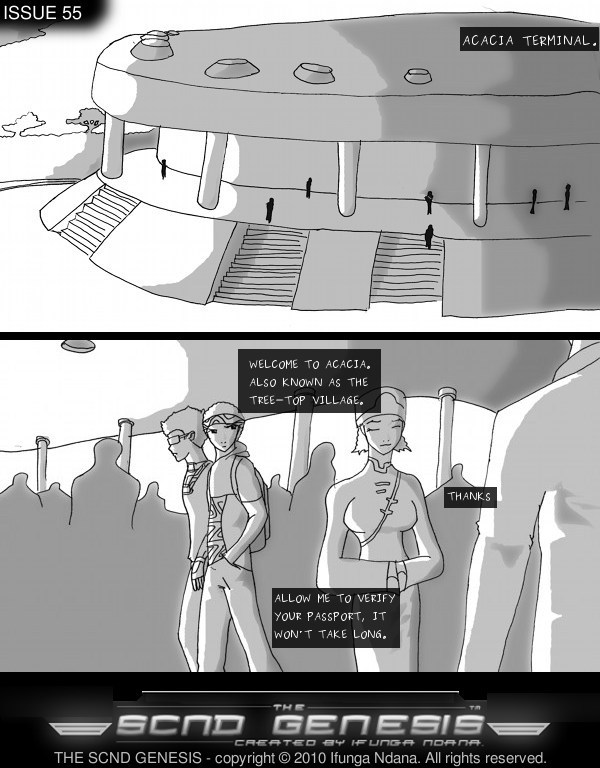 ISSUE 55
ACACIA TERMINAL.
WELCOME TO ACACIA.
ALSO KNOWN AS THE
TREE-TOP VILLAGE.
THANKS
ALLOW ME TO VERIFY
YOUR PASSPORT, IT
WON'T TAKE LONG.
THE
SCND GENESIS™
CREATED BY IFUNGA NDANA.
THE SCND GENESIS - copyright © 2010 Ifunga Ndana. All rights reserved.